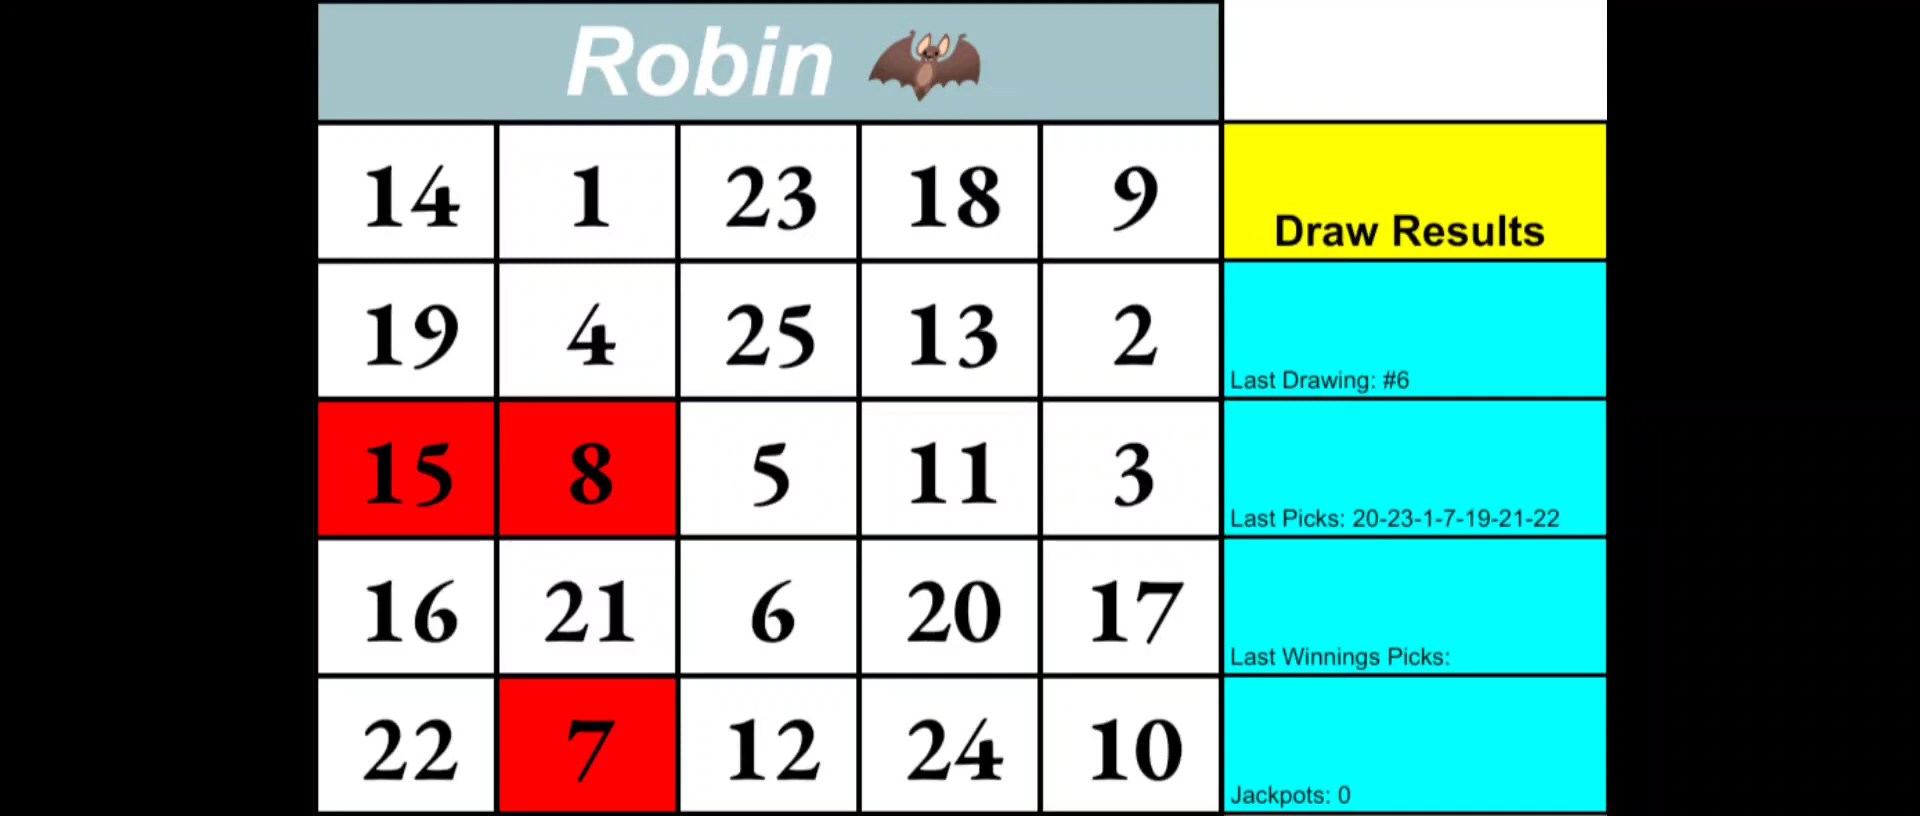 Robin
14 1 23 18 9
Draw Results
19 4 25 13 2
Last Drawing: #6
15 8 5 11 3
Last Picks: 20-23-1-7-19-21-22
16 21 6 20 17
Last Winnings Picks:
22 7 12 24 10
Jackpots: 0